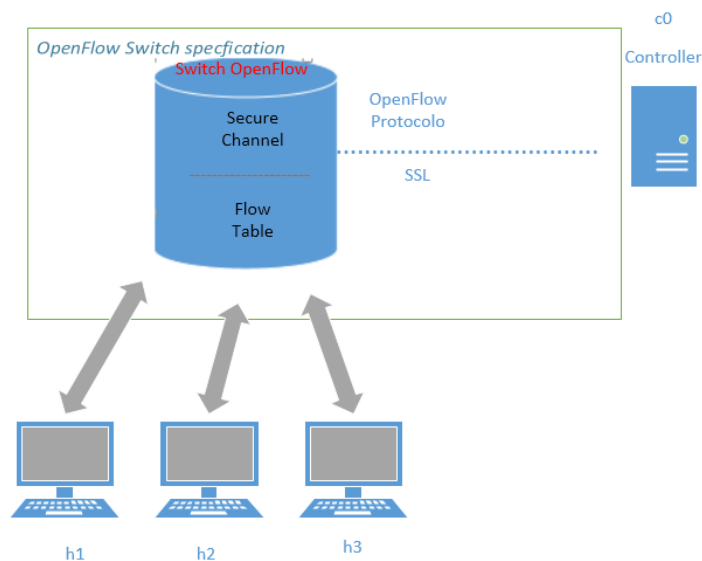 c0
OpenFlow Switch specfication
Controller
Switch OpenFlow
OpenFlow
Protocolo
Secure
Channel
SSL
Flow
Table
h1
h2
h3